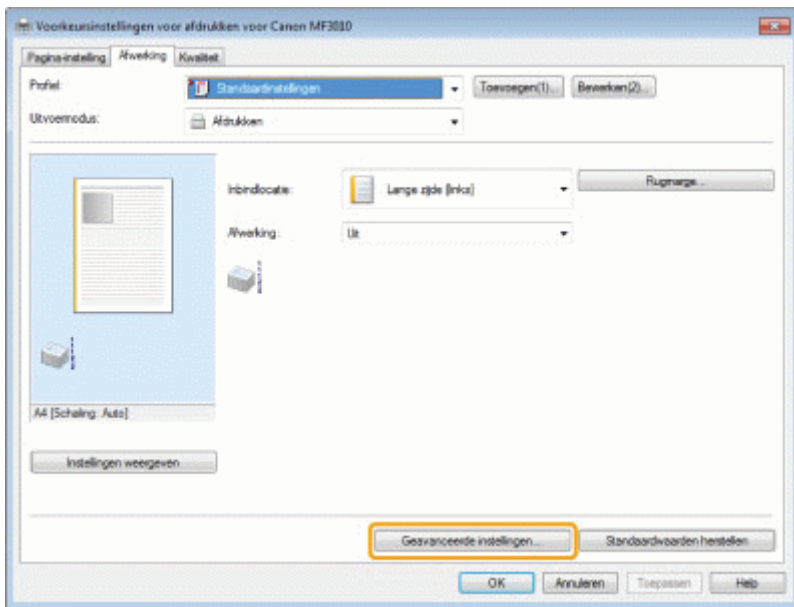 Voorkeursinstellingen voor afdrukken voor Canon MF3010
Pagina-instelling Afwerking Kwaliteit
Profiel: Standaardinstellingen Toevoegen(1)... Bewerken(2)...
Uitvoermodus: Afdrukken
Inbindlocatie: Lange zijde [links] Rugmarge...
Afwerking: Uit
A4 [Schaling: Auto]
Instellingen weergeven
Geavanceerde instellingen... Standaardwaarden herstellen
OK Annuleren Toepassen Help